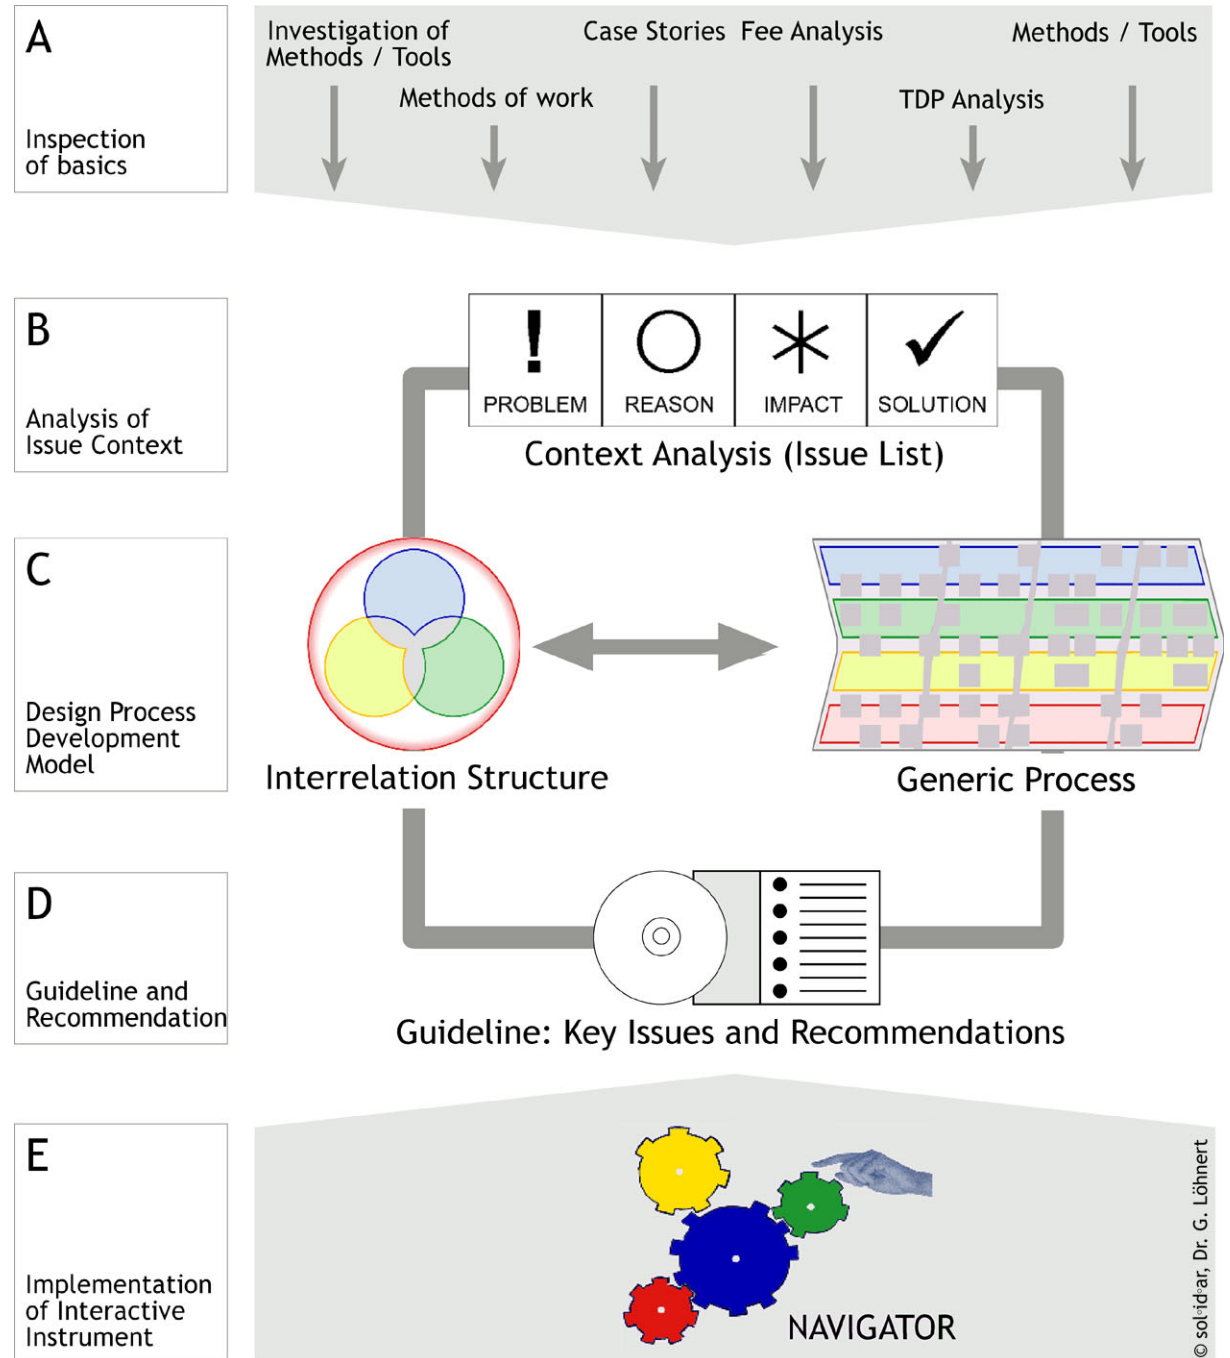 A
Inspection
of basics
Investigation of
Methods / Tools
Methods of work
Case Stories
Fee Analysis
TDP Analysis
Methods / Tools
B
Analysis of
Issue Context
PROBLEM
REASON
IMPACT
SOLUTION
Context Analysis (Issue List)
C
Design Process
Development
Model
Interrelation Structure
Generic Process
D
Guideline and
Recommendation
Guideline: Key Issues and Recommendations
E
Implementation
of Interactive
Instrument
NAVIGATOR
© sol◦id◦ar, Dr. G. Löhnert